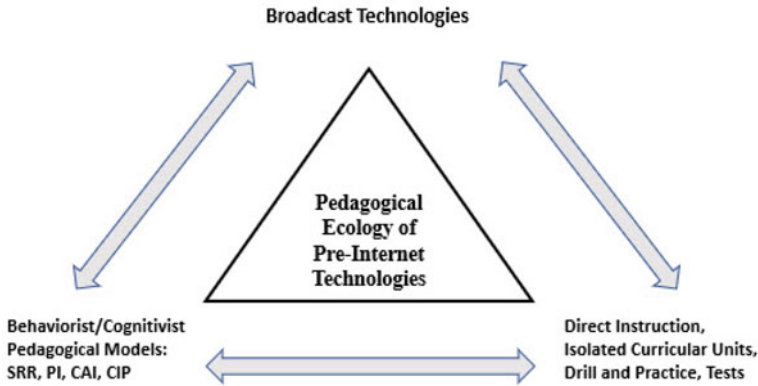 Broadcast Technologies
Pedagogical
Ecology of
Pre-Internet
Technologies
Behaviorist/Cognitivist
Pedagogical Models:
SRR, PI, CAI, CIP
Direct Instruction,
Isolated Curricular Units,
Drill and Practice, Tests